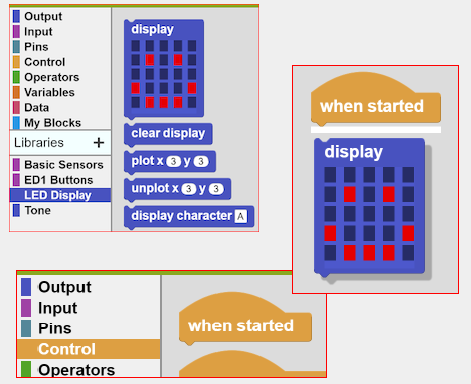 Output
Input
Pins
Control
Operators
Variables
Data
My Blocks
Libraries +
Basic Sensors
ED1 Buttons
LED Display
Tone
display
clear display
plot x 3 y 3
unplot x 3 y 3
display character A
when started
display
Output
Input
Pins
Control
Operators
when started